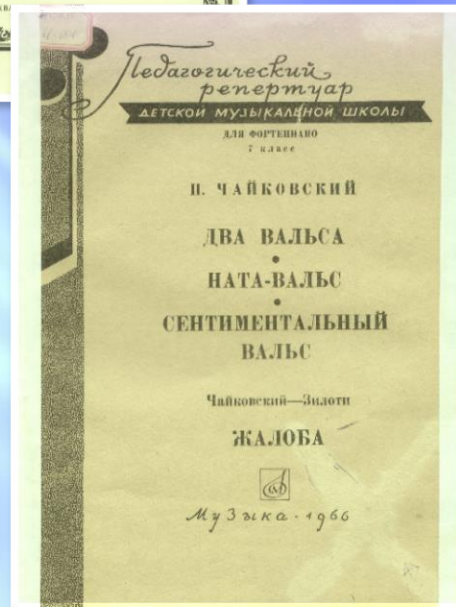 Педагогический
репертуар
ДЕТСКОЙ МУЗЫКАЛЬНОЙ ШКОЛЫ
ДЛЯ ФОРТЕПИАНО
7 класс
П. ЧАЙКОВСКИЙ
ДВА ВАЛЬСА
•
НАТА-ВАЛЬС
•
СЕНТИМЕНТАЛЬНЫЙ
ВАЛЬС
Чайковский—Зилоти
ЖАЛОБА
Музыка · 1966